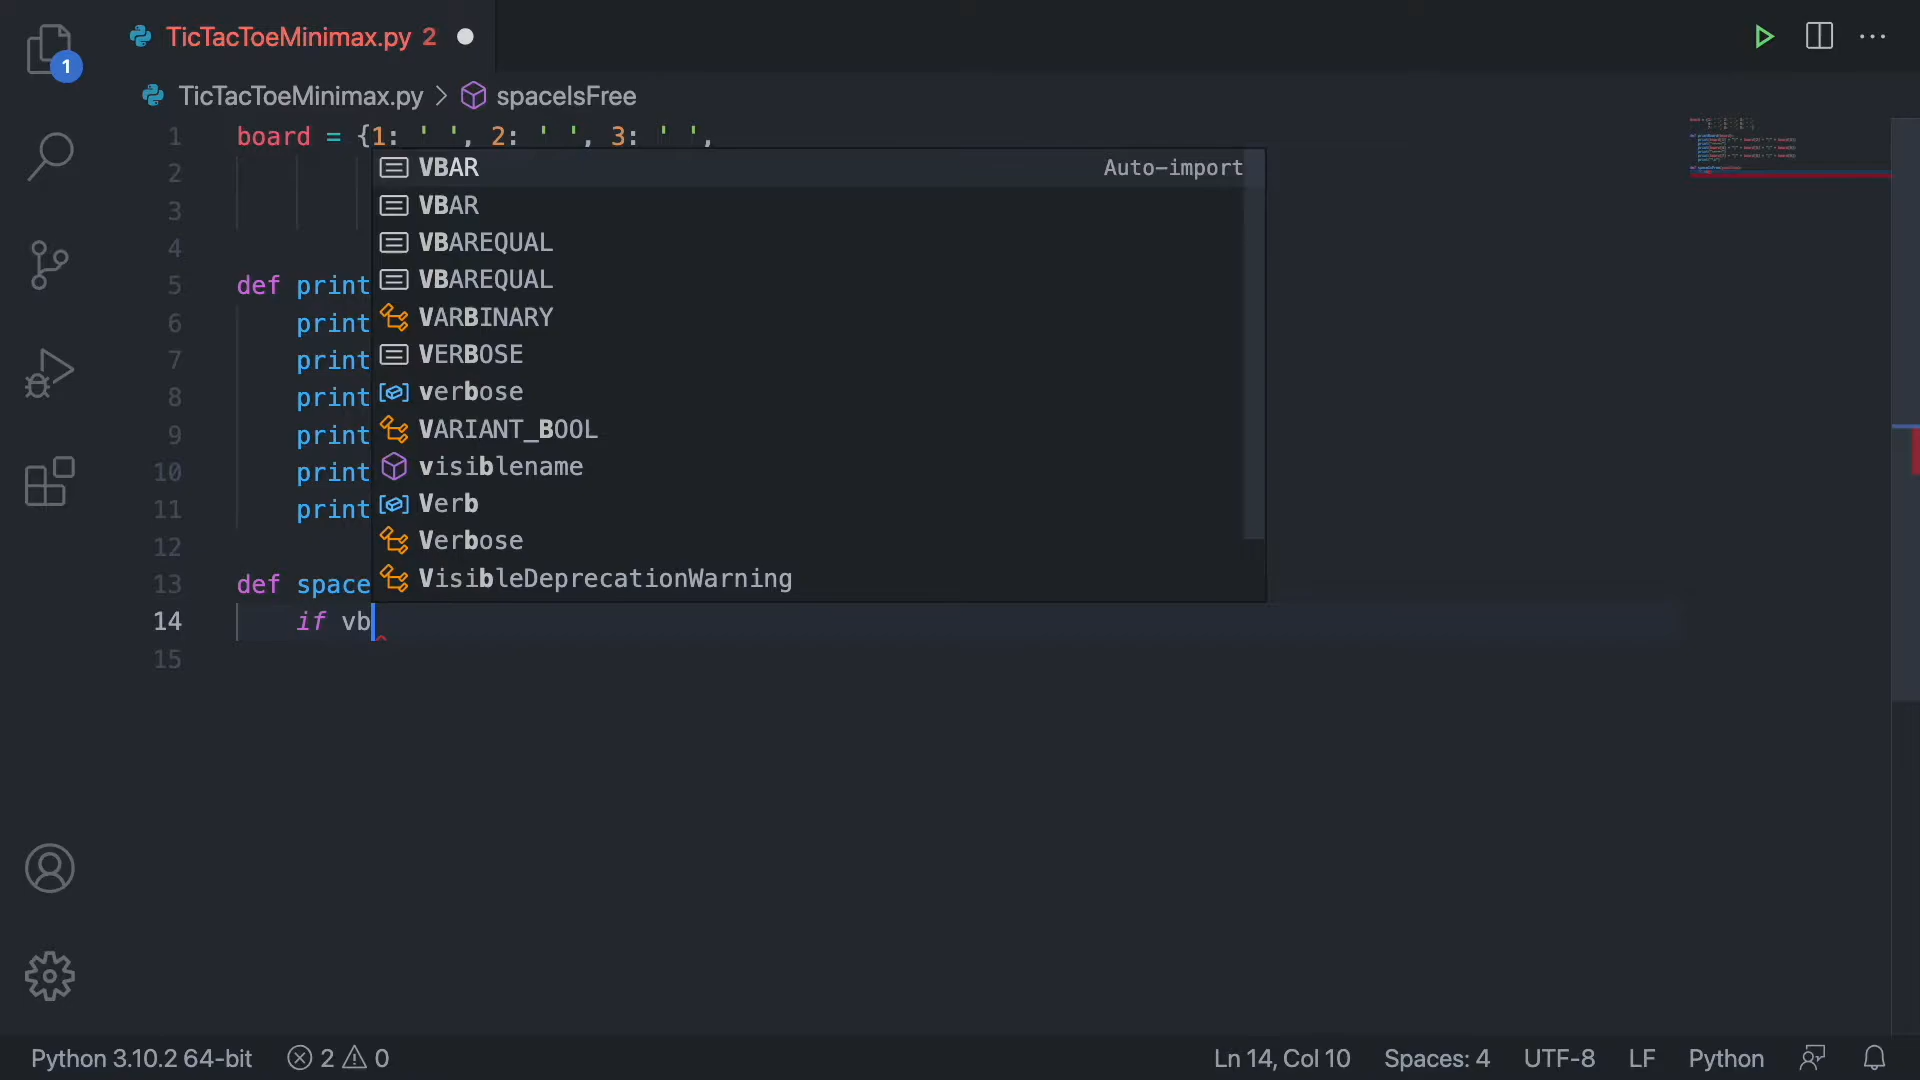 TicTacToeMinimax.py 2
1
TicTacToeMinimax.py > spaceIsFree
1 board = {1: ' ', 2: ' ', 3: ' ',
VBAR Auto-import
2
VBAR
3
VBAREQUAL
4
VBAREQUAL
5 def print
VARBINARY
6 print
VERBOSE
7 print
verbose
8 print
VARIANT_BOOL
9 print
visiblename
10 print
Verb
11 print
Verbose
12
VisibleDeprecationWarning
13 def space
14 if vb
15
Python 3.10.2 64-bit 2 0 Ln 14, Col 10 Spaces: 4 UTF-8 LF Python